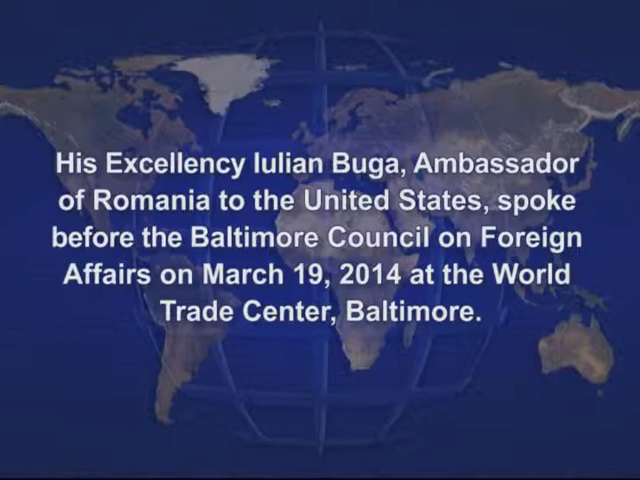 His Excellency Iulian Buga, Ambassador
of Romania to the United States, spoke
before the Baltimore Council on Foreign
Affairs on March 19, 2014 at the World
Trade Center, Baltimore.